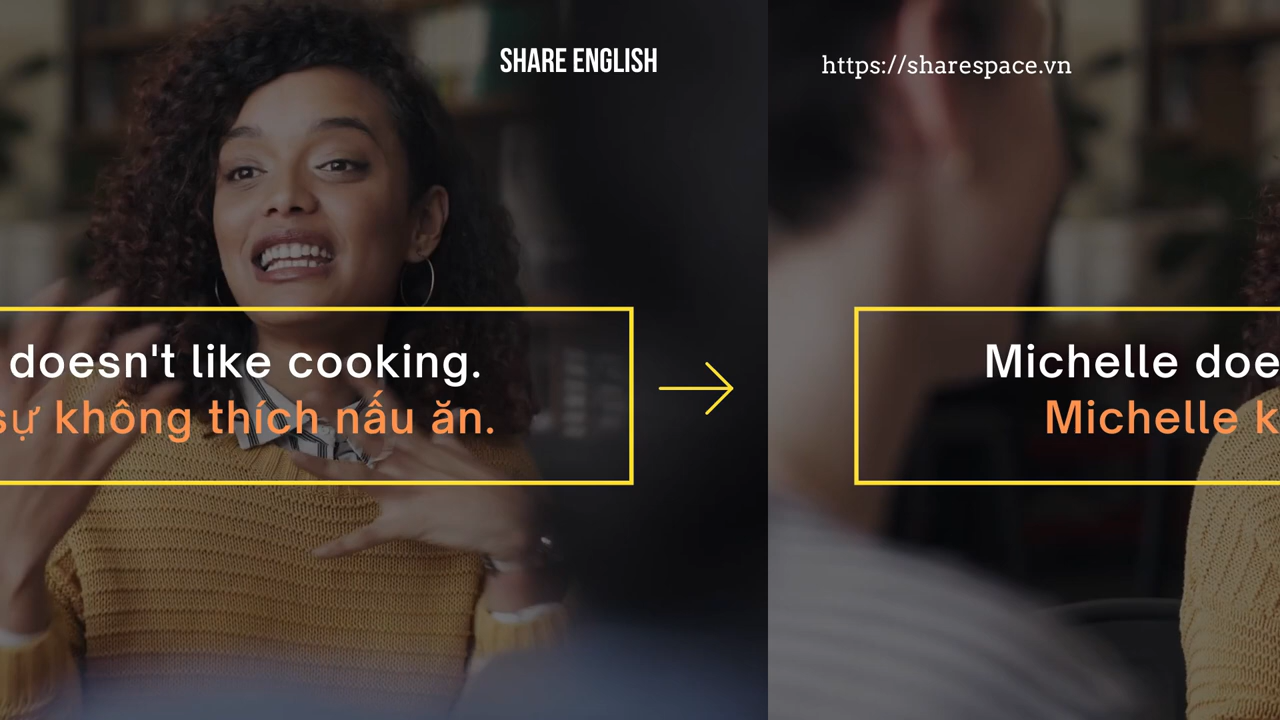 SHARE ENGLISH
https://sharespace.vn
doesn't like cooking.
sự không thích nấu ăn.
Michelle doe
Michelle k